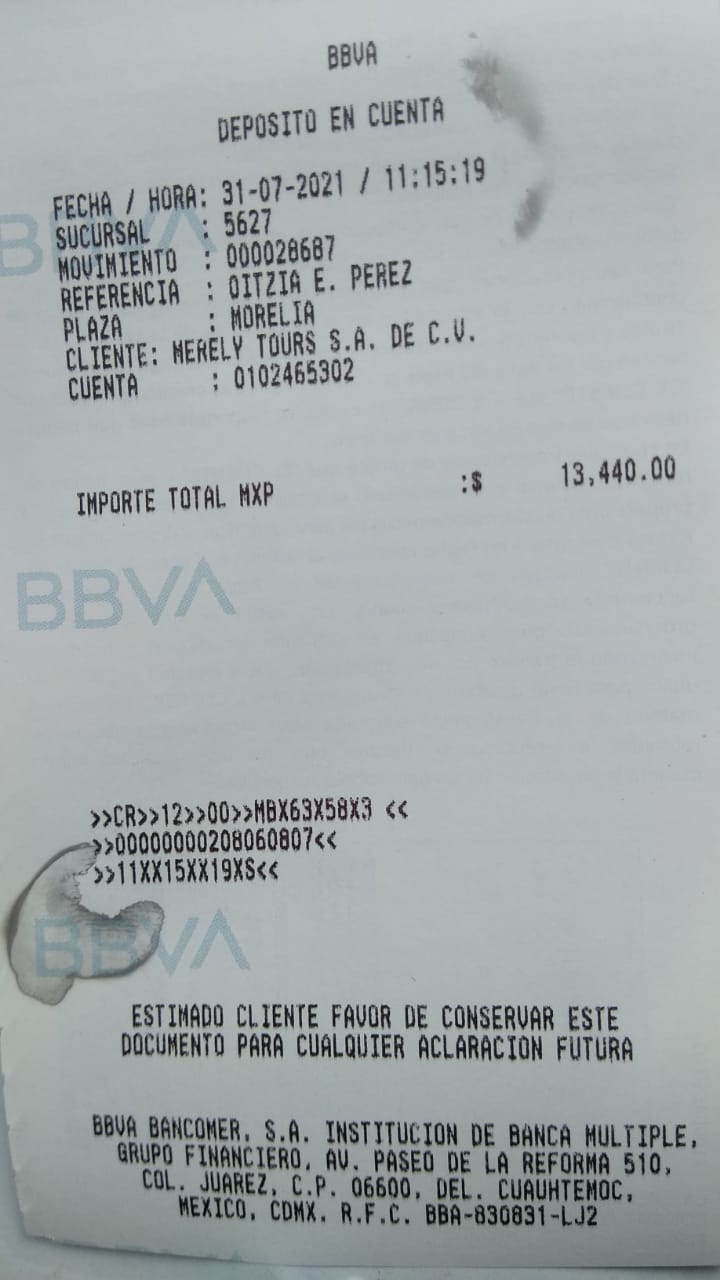 BBVA
DEPOSITO EN CUENTA
FECHA / HORA: 31-07-2021 / 11:15:19
SUCURSAL : 5627
MOVIMIENTO : 000028687
REFERENCIA : OITZIA E. PEREZ
PLAZA : MORELIA
CLIENTE: MERELY TOURS S.A. DE C.V.
CUENTA : 0102465302
IMPORTE TOTAL MXP :$ 13,440.00
BBVA
>>CR>>12>>00>>MBX63X58X3 <<
>>00000000208060807<<
>>11XX15XX19XS<<
BBVA
ESTIMADO CLIENTE FAVOR DE CONSERVAR ESTE
DOCUMENTO PARA CUALQUIER ACLARACION FUTURA
BBVA BANCOMER, S.A. INSTITUCION DE BANCA MULTIPLE,
GRUPO FINANCIERO, AV. PASEO DE LA REFORMA 510,
COL. JUAREZ, C.P. 06600, DEL. CUAUHTEMOC,
MEXICO, CDMX. R.F.C. BBA-830831-LJ2